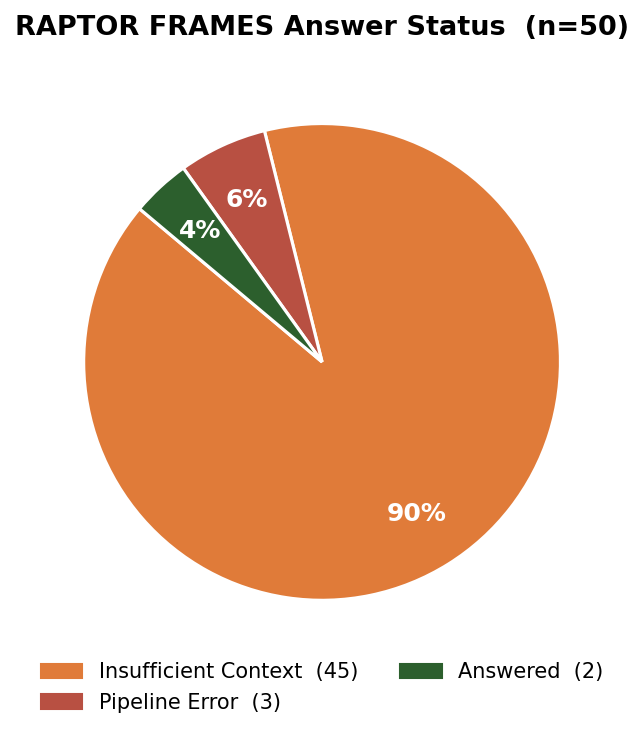 RAPTOR FRAMES Answer Status (n=50)
6%
4%
90%
Insufficient Context (45)
Pipeline Error (3)
Answered (2)